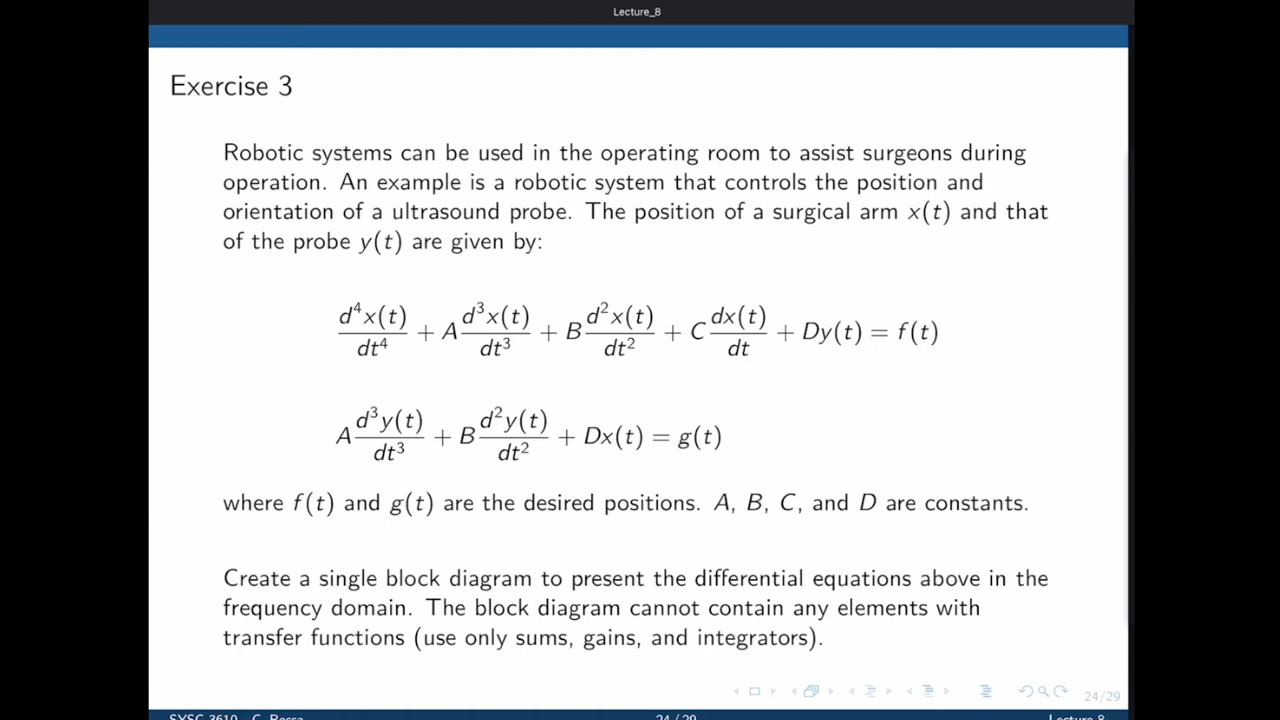 Lecture_8
Exercise 3
Robotic systems can be used in the operating room to assist surgeons during
operation. An example is a robotic system that controls the position and
orientation of a ultrasound probe. The position of a surgical arm x(t) and that
of the probe y(t) are given by:
d⁴x(t)/dt⁴ + A d³x(t)/dt³ + B d²x(t)/dt² + C dx(t)/dt + Dy(t) = f(t)
A d³y(t)/dt³ + B d²y(t)/dt² + Dx(t) = g(t)
where f(t) and g(t) are the desired positions. A, B, C, and D are constants.
Create a single block diagram to present the differential equations above in the
frequency domain. The block diagram cannot contain any elements with
transfer functions (use only sums, gains, and integrators).
24/29
SYSC 3610 24 / 29 Lecture 8